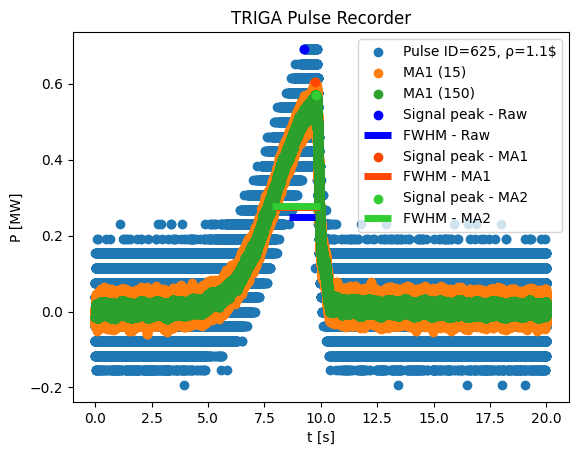 TRIGA Pulse Recorder
P [MW]
0.6
0.4
0.2
0.0
−0.2
Pulse ID=625, ρ=1.1$
MA1 (15)
MA1 (150)
Signal peak - Raw
FWHM - Raw
Signal peak - MA1
FWHM - MA1
Signal peak - MA2
FWHM - MA2
0.0 2.5 5.0 7.5 10.0 12.5 15.0 17.5 20.0
t [s]